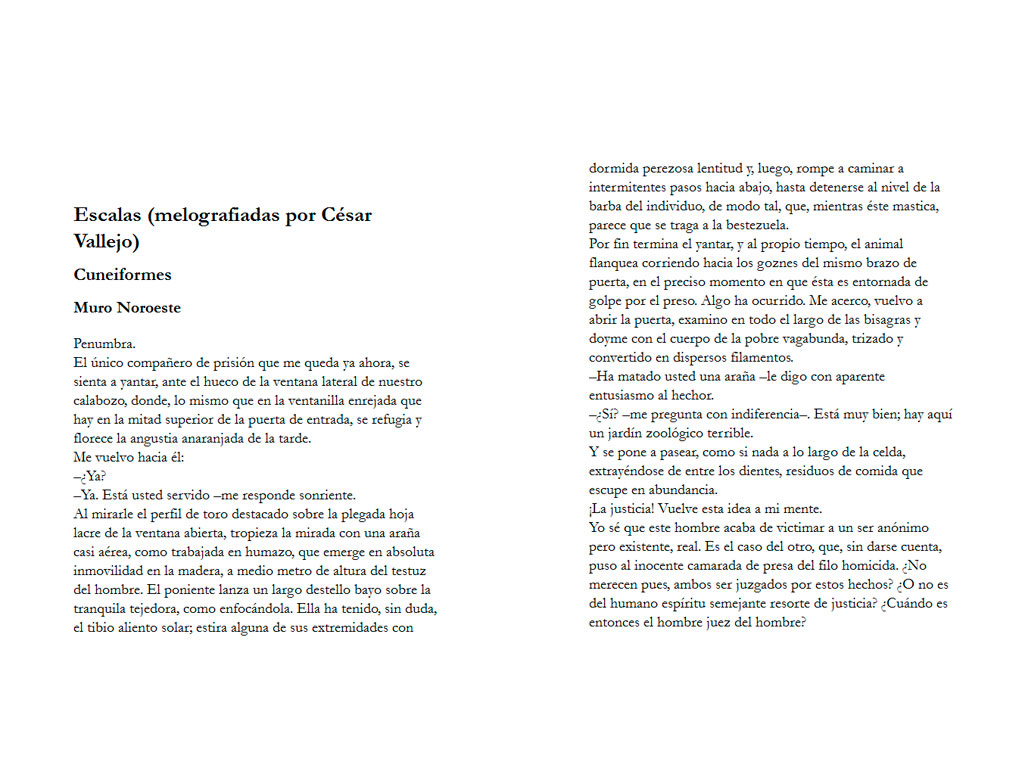 Escalas (melografiadas por César
Vallejo)
Cuneiformes
Muro Noroeste
Penumbra.
El único compañero de prisión que me queda ya ahora, se
sienta a yantar, ante el hueco de la ventana lateral de nuestro
calabozo, donde, lo mismo que en la ventanilla enrejada que
hay en la mitad superior de la puerta de entrada, se refugia y
florece la angustia anaranjada de la tarde.
Me vuelvo hacia él:
–¿Ya?
–Ya. Está usted servido –me responde sonriente.
Al mirarle el perfil de toro destacado sobre la plegada hoja
lacre de la ventana abierta, tropieza la mirada con una araña
casi aérea, como trabajada en humazo, que emerge en absoluta
inmovilidad en la madera, a medio metro de altura del testuz
del hombre. El poniente lanza un largo destello bayo sobre la
tranquila tejedora, como enfocándola. Ella ha tenido, sin duda,
el tibio aliento solar; estira alguna de sus extremidades con
dormida perezosa lentitud y, luego, rompe a caminar a
intermitentes pasos hacia abajo, hasta detenerse al nivel de la
barba del individuo, de modo tal, que, mientras éste mastica,
parece que se traga a la bestezuela.
Por fin termina el yantar, y al propio tiempo, el animal
flanquea corriendo hacia los goznes del mismo brazo de
puerta, en el preciso momento en que ésta es entornada de
golpe por el preso. Algo ha ocurrido. Me acerco, vuelvo a
abrir la puerta, examino en todo el largo de las bisagras y
doyme con el cuerpo de la pobre vagabunda, trizado y
convertido en dispersos filamentos.
–Ha matado usted una araña –le digo con aparente
entusiasmo al hechor.
–¿Sí? –me pregunta con indiferencia–. Está muy bien; hay aquí
un jardín zoológico terrible.
Y se pone a pasear, como si nada a lo largo de la celda,
extrayéndose de entre los dientes, residuos de comida que
escupe en abundancia.
¡La justicia! Vuelve esta idea a mi mente.
Yo sé que este hombre acaba de victimar a un ser anónimo
pero existente, real. Es el caso del otro, que, sin darse cuenta,
puso al inocente camarada de presa del filo homicida. ¿No
merecen pues, ambos ser juzgados por estos hechos? ¿O no es
del humano espíritu semejante resorte de justicia? ¿Cuándo es
entonces el hombre juez del hombre?